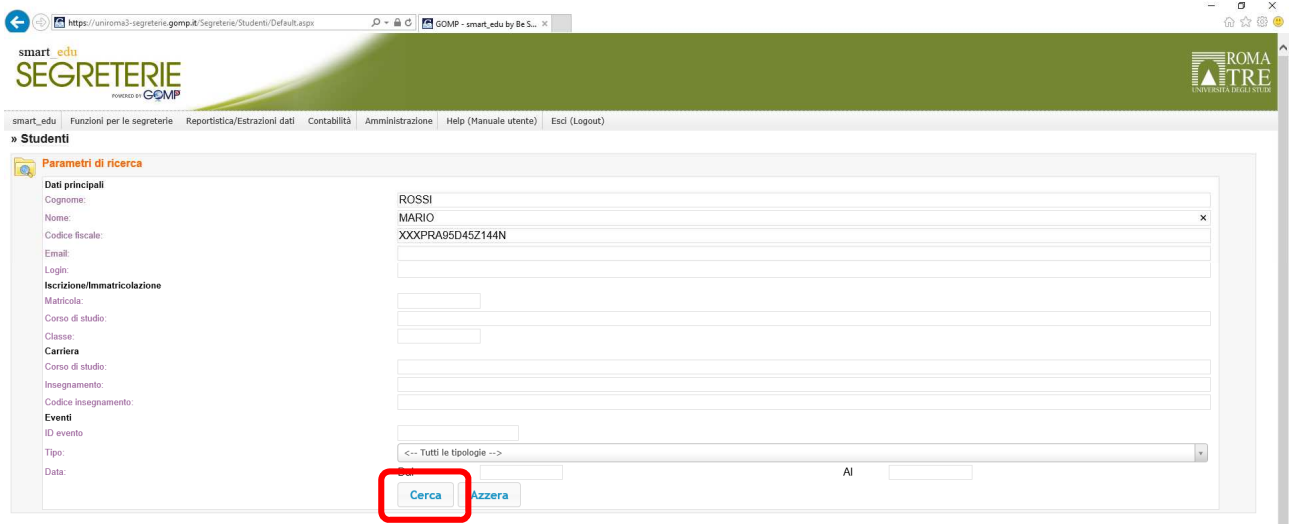 https://uniroma3-segreterie.gomp.it/Segreterie/Studenti/Default.aspx GOMP - smart_edu by Be S...
smart_edu
SEGRETERIE
POWERED BY GOMP
ROMA
TRE
UNIVERSITÀ DEGLI STUDI
smart_edu Funzioni per le segreterie Reportistica/Estrazioni dati Contabilità Amministrazione Help (Manuale utente) Esci (Logout)
» Studenti
Parametri di ricerca
Dati principali
Cognome: ROSSI
Nome: MARIO
Codice fiscale: XXXPRA95D45Z144N
Email:
Login:
Iscrizione/Immatricolazione
Matricola:
Corso di studio:
Classe:
Carriera
Corso di studio:
Insegnamento:
Codice insegnamento:
Eventi
ID evento
Tipo: <-- Tutti le tipologie -->
Data: Dal Al
Cerca Azzera